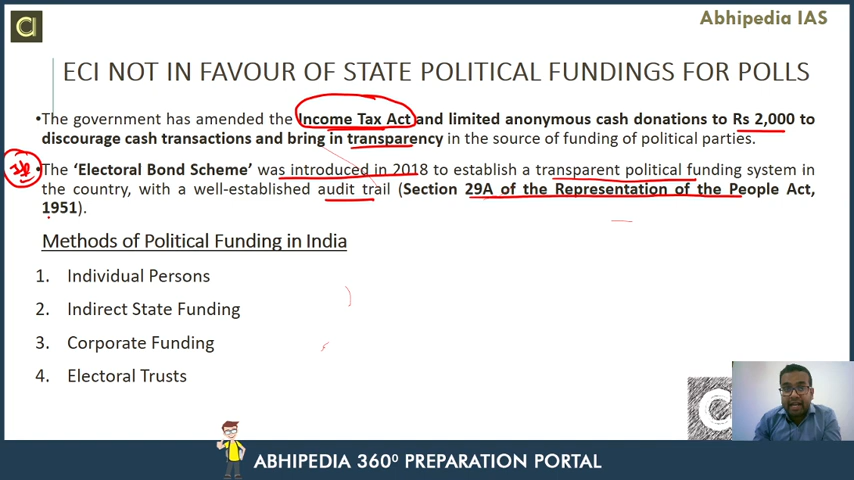 Abhipedia IAS
ECI NOT IN FAVOUR OF STATE POLITICAL FUNDINGS FOR POLLS
•The government has amended the Income Tax Act and limited anonymous cash donations to Rs 2,000 to
discourage cash transactions and bring in transparency in the source of funding of political parties.
•The ‘Electoral Bond Scheme’ was introduced in 2018 to establish a transparent political funding system in
the country, with a well-established audit trail (Section 29A of the Representation of the People Act,
1951).
Methods of Political Funding in India
1. Individual Persons
2. Indirect State Funding
3. Corporate Funding
4. Electoral Trusts
ABHIPEDIA 360⁰ PREPARATION PORTAL